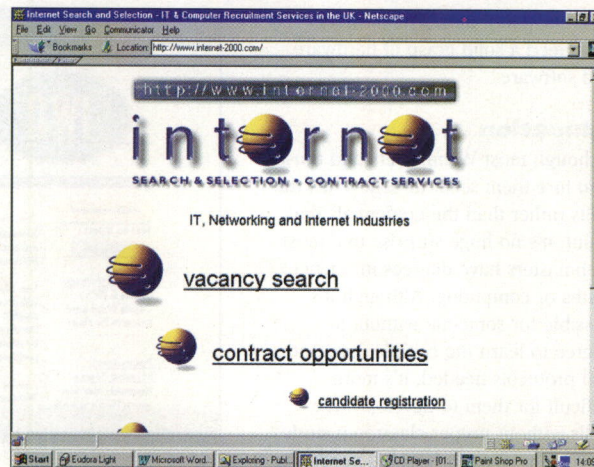 Internet Search and Selection - IT & Computer Recruitment Services in the UK - Netscape
File Edit View Go Communicator Help
Bookmarks Location: http://www.internet-2000.com/
http://www.internet-2000.com
internet
SEARCH & SELECTION • CONTRACT SERVICES
IT, Networking and Internet Industries
vacancy search
contract opportunities
candidate registration
Start Eudora Light Microsoft Word... Exploring - Publ... Internet Se... CD Player - [01... Paint Shop Pro 14:09